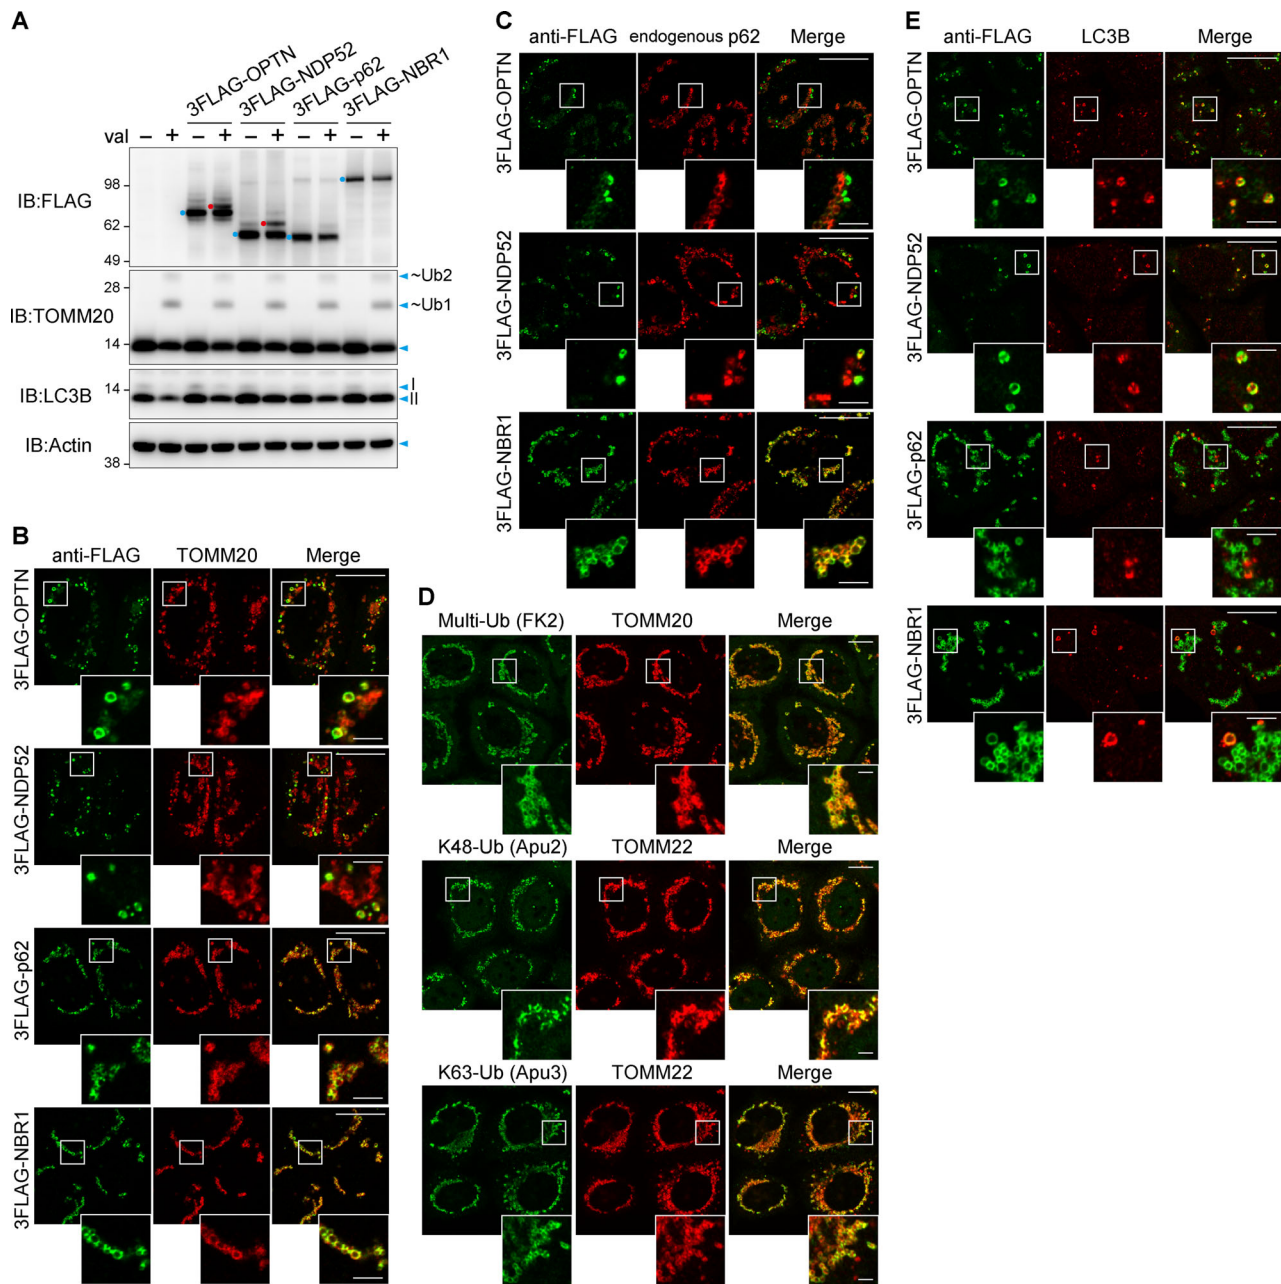 A
3FLAG-OPTN
3FLAG-NDP52
3FLAG-p62
3FLAG-NBR1
val – + – + – + – + – +
IB:FLAG
98
62
49
IB:TOMM20
28
14
~Ub2
~Ub1
IB:LC3B
14
I
II
IB:Actin
38
B
anti-FLAG TOMM20 Merge
3FLAG-OPTN
3FLAG-NDP52
3FLAG-p62
3FLAG-NBR1
C
anti-FLAG endogenous p62 Merge
3FLAG-OPTN
3FLAG-NDP52
3FLAG-NBR1
D
Multi-Ub (FK2) TOMM20 Merge
K48-Ub (Apu2) TOMM22 Merge
K63-Ub (Apu3) TOMM22 Merge
E
anti-FLAG LC3B Merge
3FLAG-OPTN
3FLAG-NDP52
3FLAG-p62
3FLAG-NBR1